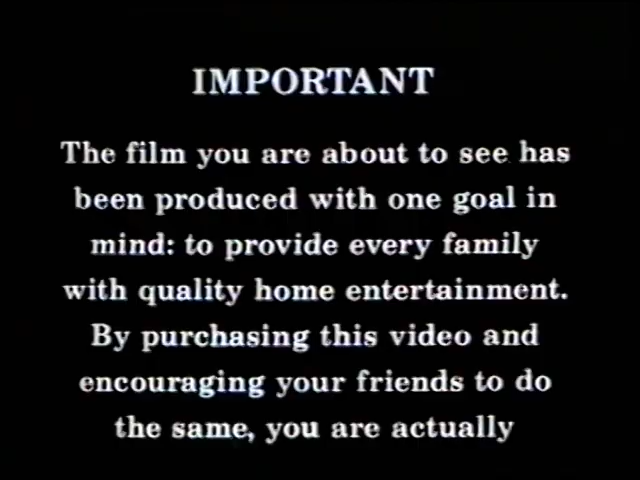 IMPORTANT
The film you are about to see has
been produced with one goal in
mind: to provide every family
with quality home entertainment.
By purchasing this video and
encouraging your friends to do
the same, you are actually